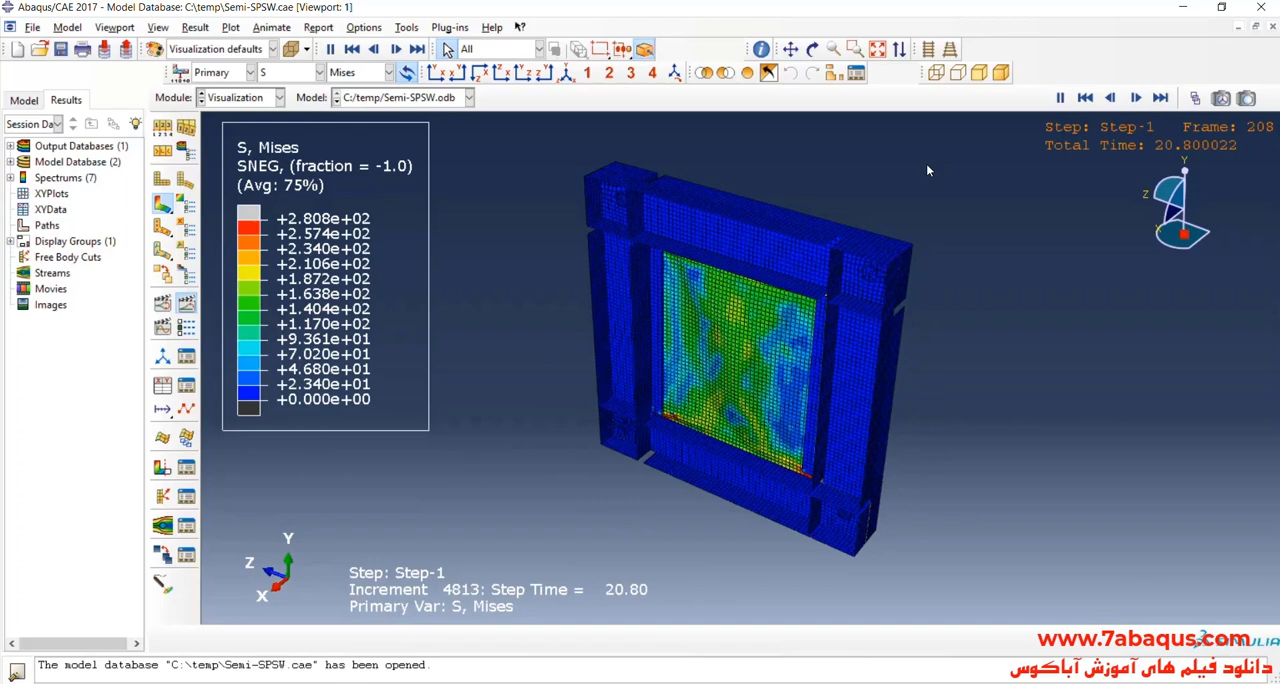 Abaqus/CAE 2017 - Model Database: C:\temp\Semi-SPSW.cae [Viewport: 1]
File Model Viewport View Result Plot Animate Report Options Tools Plug-ins Help
Visualization defaults All
Primary S Mises 1 2 3 4
Model Results Module: Visualization Model: C:/temp/Semi-SPSW.odb
Session Da
Output Databases (1)
Model Database (2)
Spectrums (7)
XYPlots
XYData
Paths
Display Groups (1)
Free Body Cuts
Streams
Movies
Images
S, Mises
SNEG, (fraction = -1.0)
(Avg: 75%)
+2.808e+02
+2.574e+02
+2.340e+02
+2.106e+02
+1.872e+02
+1.638e+02
+1.404e+02
+1.170e+02
+9.361e+01
+7.020e+01
+4.680e+01
+2.340e+01
+0.000e+00
Step: Step-1 Frame: 208
Total Time: 20.800022
Y
Z
X
Y
Z
X
Step: Step-1
Increment 4813: Step Time = 20.80
Primary Var: S, Mises
www.7abaqus.com
دانلود فیلم های آموزش آباکوس
The model database "C:\temp\Semi-SPSW.cae" has been opened.